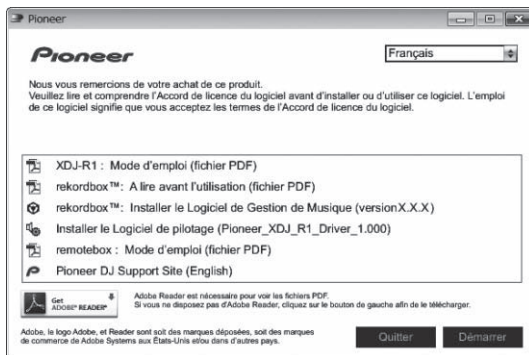 Pioneer
Pioneer
Français
Nous vous remercions de votre achat de ce produit.
Veuillez lire et comprendre l'Accord de licence du logiciel avant d'installer ou d'utiliser ce logiciel. L'emploi
de ce logiciel signifie que vous acceptez les termes de l'Accord de licence du logiciel.
XDJ-R1 : Mode d'emploi (fichier PDF)
rekordbox™: A lire avant l'utilisation (fichier PDF)
rekordbox™: Installer le Logiciel de Gestion de Musique (versionX.X.X)
Installer le Logiciel de pilotage (Pioneer_XDJ_R1_Driver_1.000)
remotebox : Mode d'emploi (fichier PDF)
Pioneer DJ Support Site (English)
Get
ADOBE® READER®
Adobe Reader est nécessaire pour voir les fichiers PDF.
Si vous ne disposez pas d'Adobe Reader, cliquez sur le bouton de gauche afin de le télécharger.
Adobe, le logo Adobe, et Reader sont soit des marques déposées, soit des marques
de commerce de Adobe Systems aux États-Unis et/ou dans d'autres pays.
Quitter
Démarrer